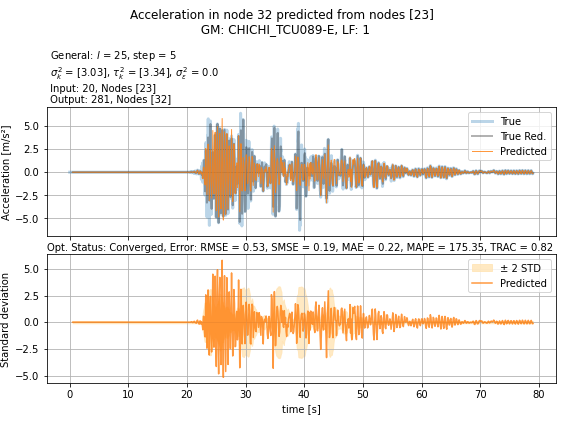 Acceleration in node 32 predicted from nodes [23]
GM: CHICHI_TCU089-E, LF: 1
General: l = 25, step = 5
σ²ₖ = [3.03], τ²ₖ = [3.34], σ²ε = 0.0
Input: 20, Nodes [23]
Output: 281, Nodes [32]
Acceleration [m/s²]
5.0
2.5
0.0
−2.5
−5.0
True
True Red.
Predicted
Opt. Status: Converged, Error: RMSE = 0.53, SMSE = 0.19, MAE = 0.22, MAPE = 175.35, TRAC = 0.82
Standard deviation
5.0
2.5
0.0
−2.5
−5.0
± 2 STD
Predicted
0 10 20 30 40 50 60 70 80
time [s]